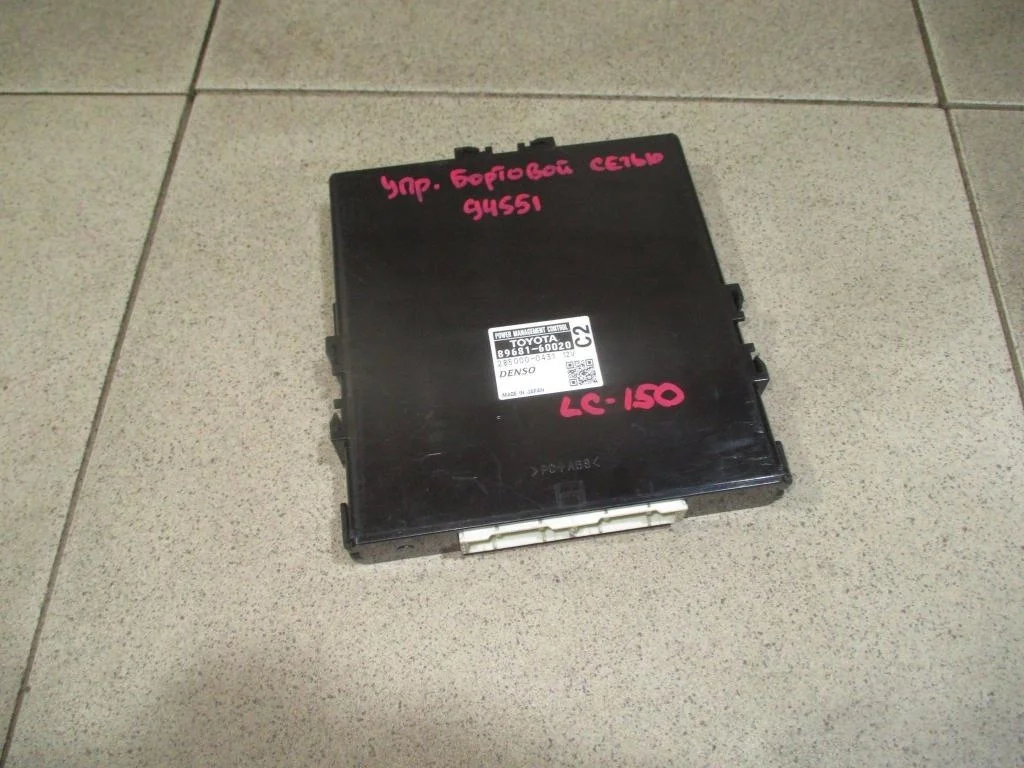 упр. Бортовой сетью
94551
POWER MANAGEMENT CONTROL
TOYOTA
89681-60020
C2
285000-0431 12V
DENSO
MADE IN JAPAN
LC-150
>PC+ABS<